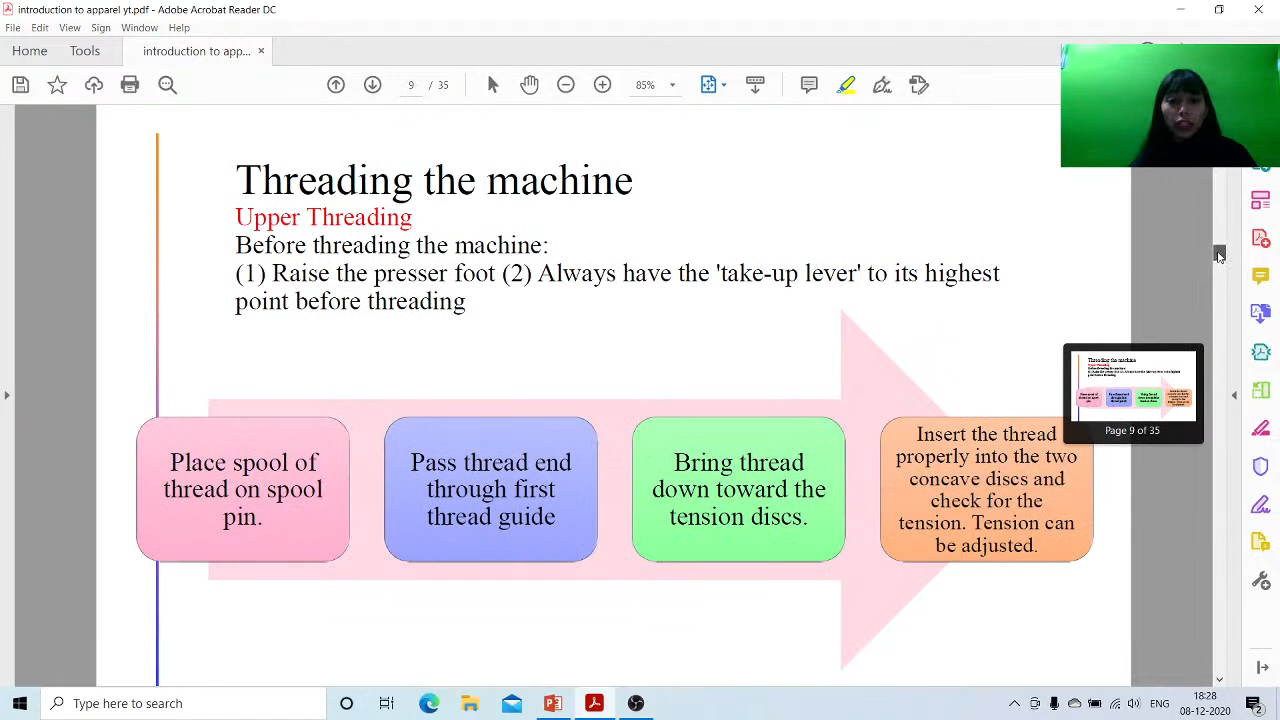 introduction to apparel yt.pdf - Adobe Acrobat Reader DC
File Edit View Sign Window Help
Home Tools introduction to app... ×
9 / 35 85%
Threading the machine
Upper Threading
Before threading the machine:
(1) Raise the presser foot (2) Always have the 'take-up lever' to its highest
point before threading
Place spool of
thread on spool
pin.
Pass thread end
through first
thread guide
Bring thread
down toward the
tension discs.
Insert the thread
properly into the two
concave discs and
check for the
tension. Tension can
be adjusted.
Threading the machine
Page 9 of 35
Type here to search
ENG
18:28
08-12-2020
2